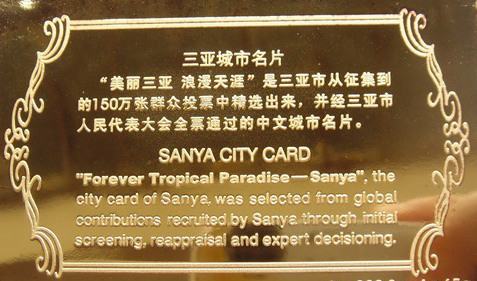 三亚城市名片
“美丽三亚 浪漫天涯”是三亚市从征集到
的150万张群众投票中精选出来，并经三亚市
人民代表大会全票通过的中文城市名片。
SANYA CITY CARD
"Forever Tropical Paradise—Sanya", the
city card of Sanya, was selected from global
contributions recruited by Sanya through initial
screening, reappraisal and expert decisioning.